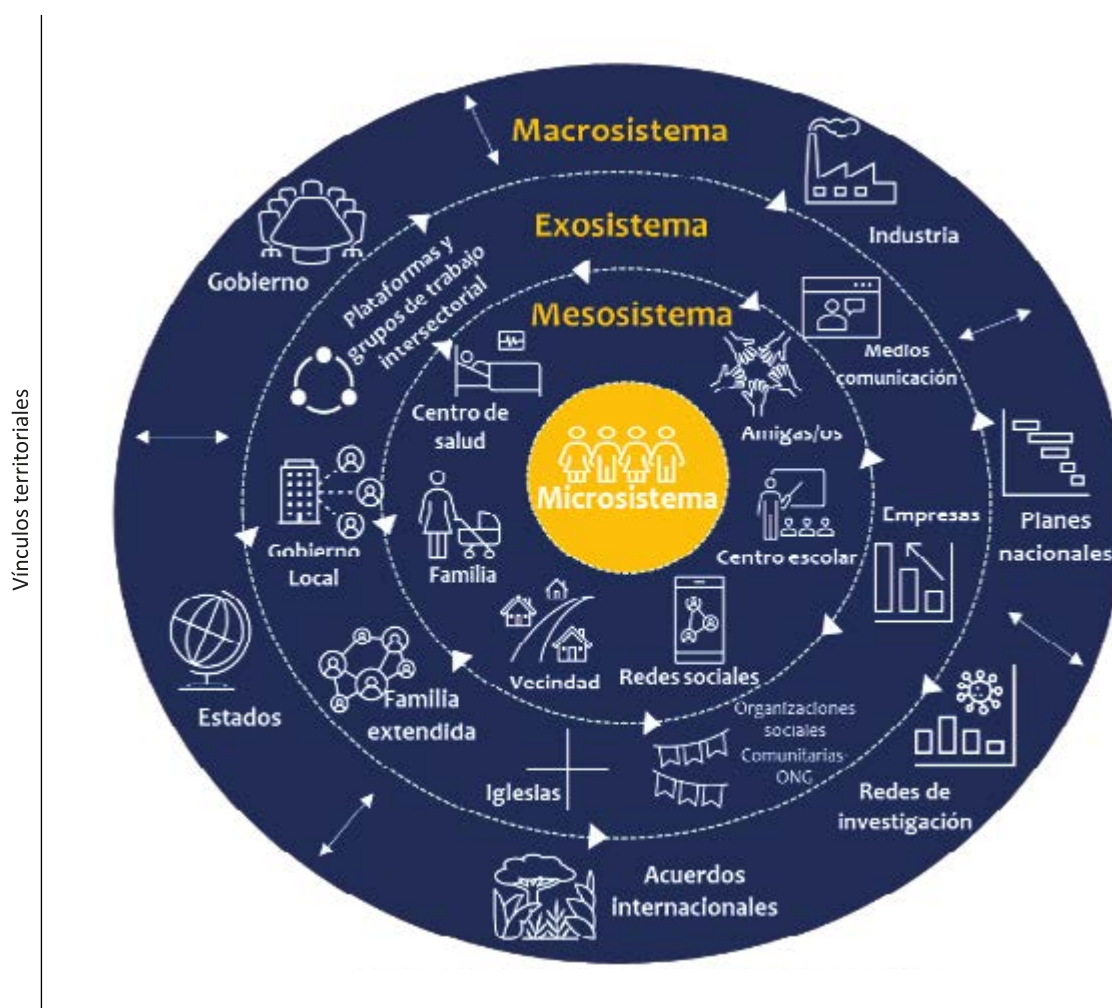 Vínculos territoriales
Macrosistema
Industria
Gobierno
Exosistema
Plataformas y
grupos de trabajo
intersectorial
Medios
comunicación
Mesosistema
Centro de
salud
Amigas/os
Microsistema
Gobierno
Local
Familia
Centro escolar
Empresas
Planes
nacionales
Vecindad
Redes sociales
Estados
Familia
extendida
Organizaciones
sociales
Comunitarias-
ONG
Iglesias
Redes de
investigación
Acuerdos
internacionales